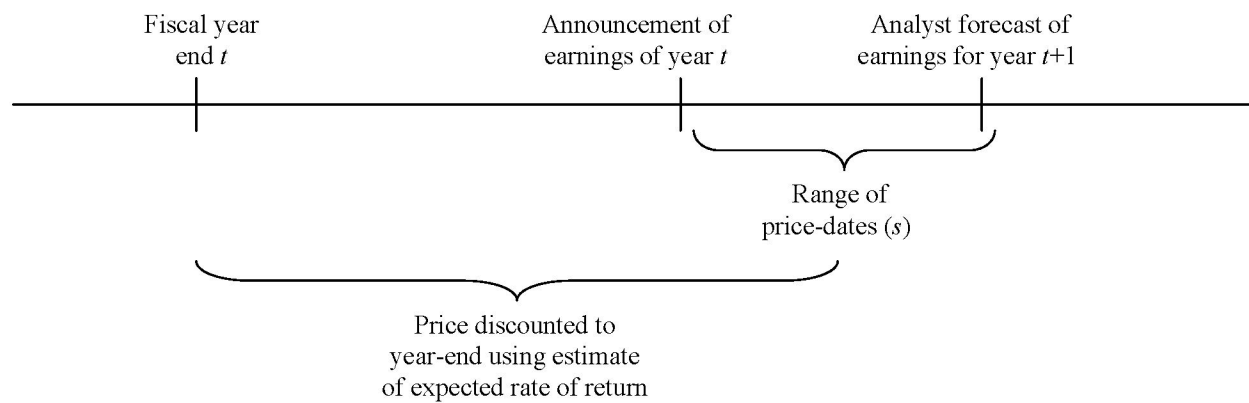 Fiscal year
end t
Announcement of
earnings of year t
Analyst forecast of
earnings for year t+1
Range of
price-dates (s)
Price discounted to
year-end using estimate
of expected rate of return